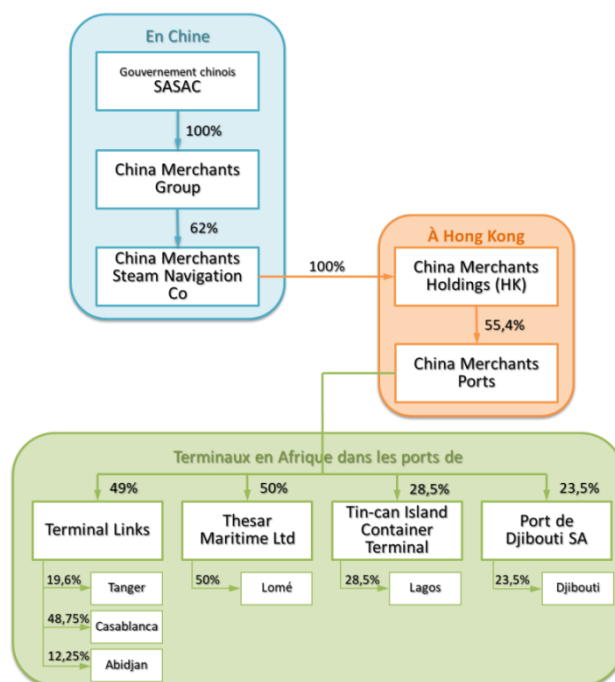 En Chine
Gouvernement chinois
SASAC
100%
China Merchants
Group
62%
China Merchants
Steam Navigation
Co
100%
À Hong Kong
China Merchants
Holdings (HK)
55,4%
China Merchants
Ports
Terminaux en Afrique dans les ports de
49%
50%
28,5%
23,5%
Terminal Links
Thesar
Maritime Ltd
Tin-can Island
Container
Terminal
Port de
Djibouti SA
19,6%
Tanger
48,75%
Casablanca
12,25%
Abidjan
50%
Lomé
28,5%
Lagos
23,5%
Djibouti